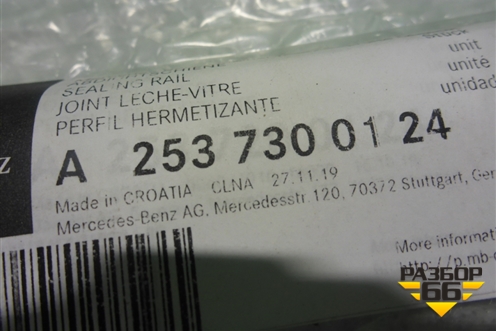 SEALING RAIL
JOINT LECHE-VITRE
PERFIL HERMETIZANTE
unit
unité
unidad
Z
A 253 730 01 24
Made in CROATIA CLNA 27.11.19
Mercedes-Benz AG, Mercedesstr.120, 70372 Stuttgart, Ger
More informati
http://p.mb-
РАЗБОР
66